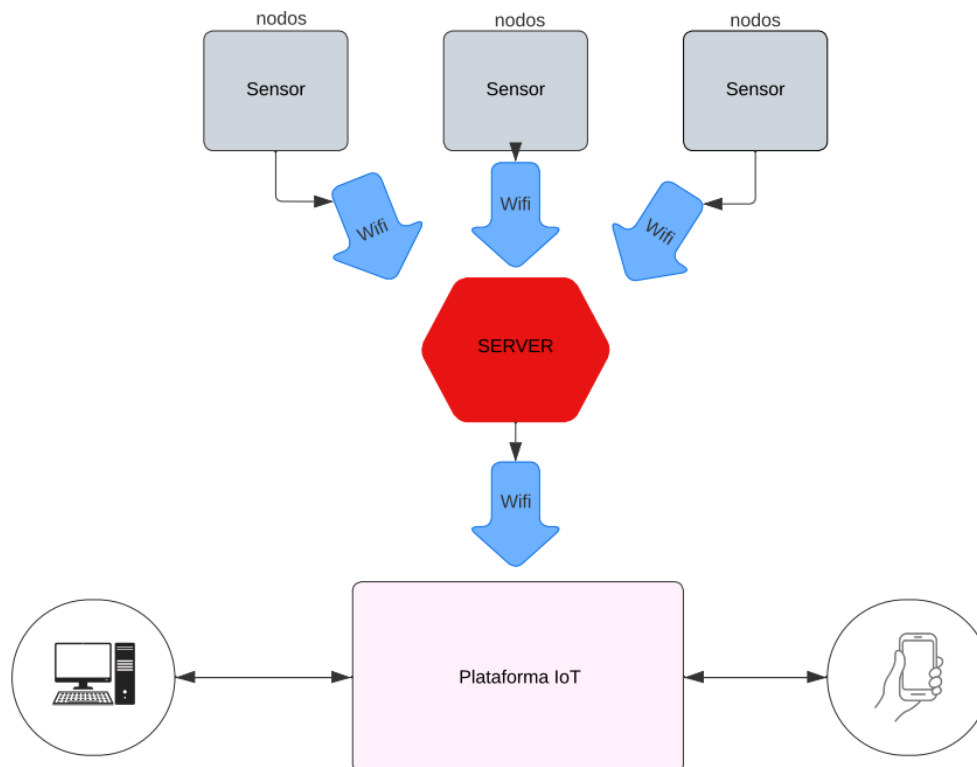 nodos
nodos
nodos
Sensor
Sensor
Sensor
Wifi
Wifi
Wifi
SERVER
Wifi
Plataforma IoT